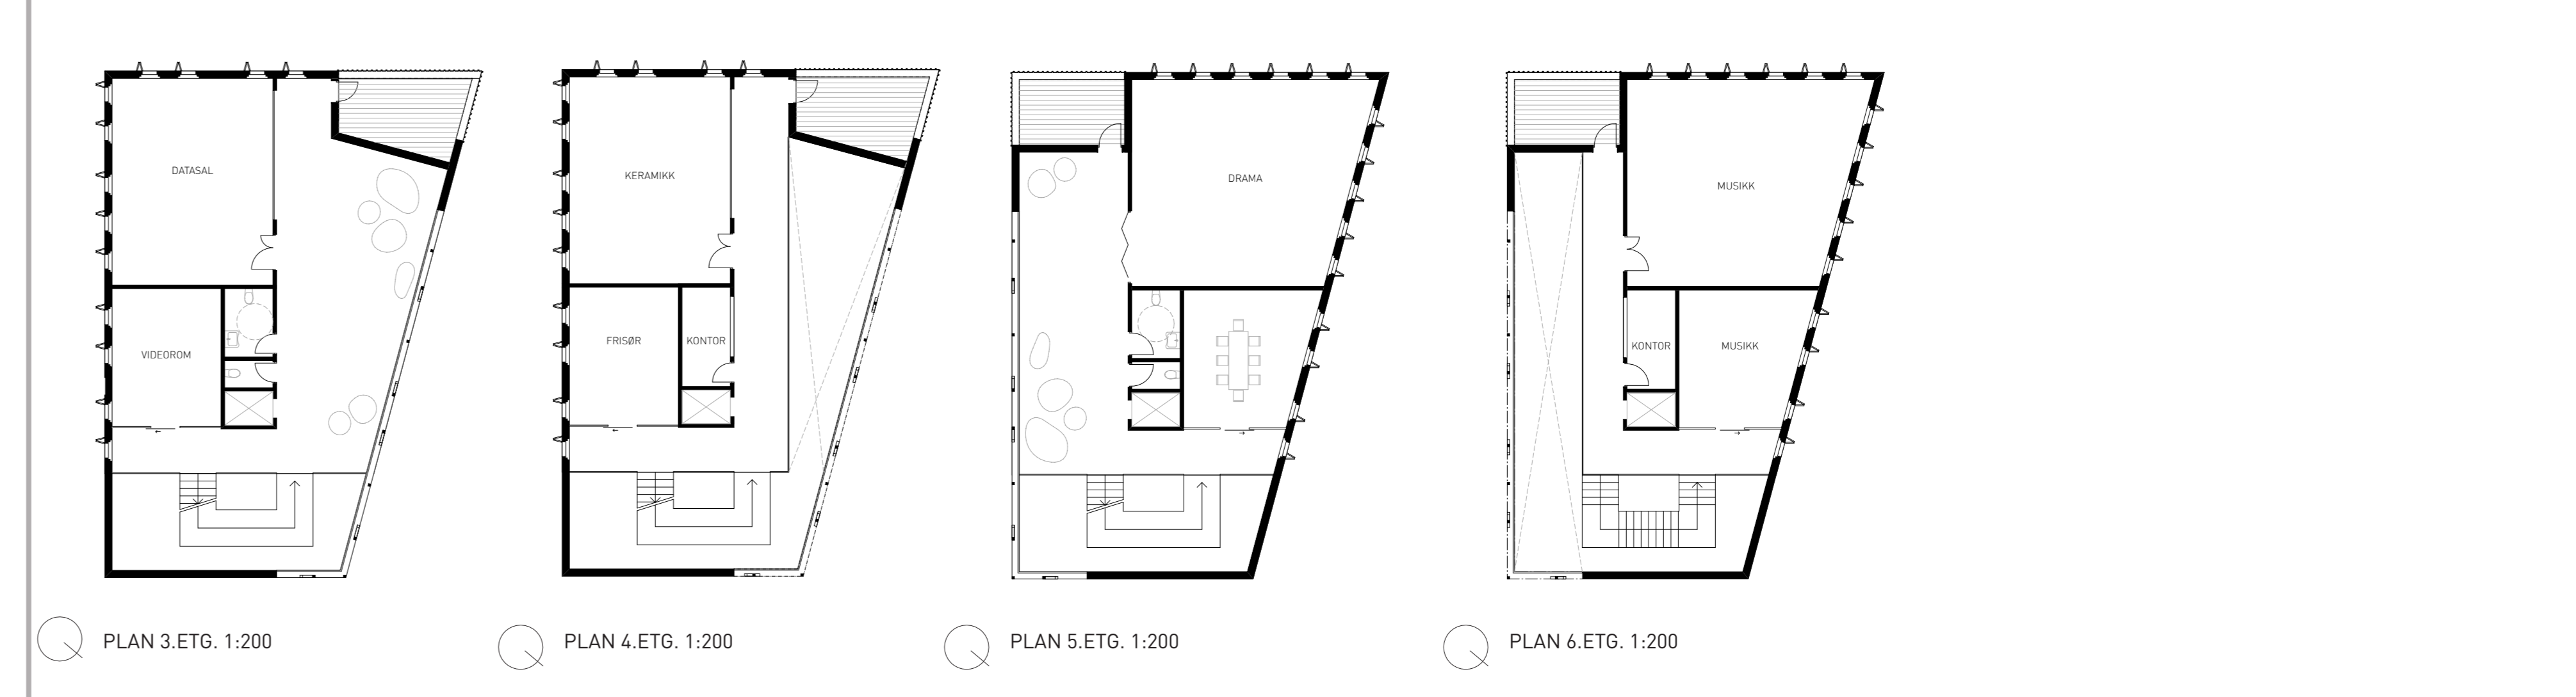 DATASAL
VIDEOROM
PLAN 3.ETG. 1:200
KERAMIKK
FRISØR
KONTOR
PLAN 4.ETG. 1:200
DRAMA
PLAN 5.ETG. 1:200
MUSIKK
KONTOR
MUSIKK
PLAN 6.ETG. 1:200